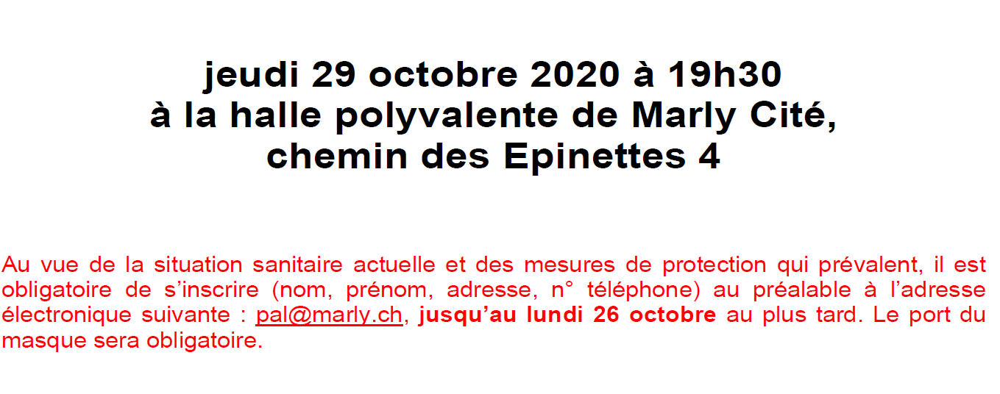 jeudi 29 octobre 2020 à 19h30
à la halle polyvalente de Marly Cité,
chemin des Epinettes 4
Au vue de la situation sanitaire actuelle et des mesures de protection qui prévalent, il est
obligatoire de s’inscrire (nom, prénom, adresse, n° téléphone) au préalable à l’adresse
électronique suivante : pal@marly.ch, jusqu’au lundi 26 octobre au plus tard. Le port du
masque sera obligatoire.